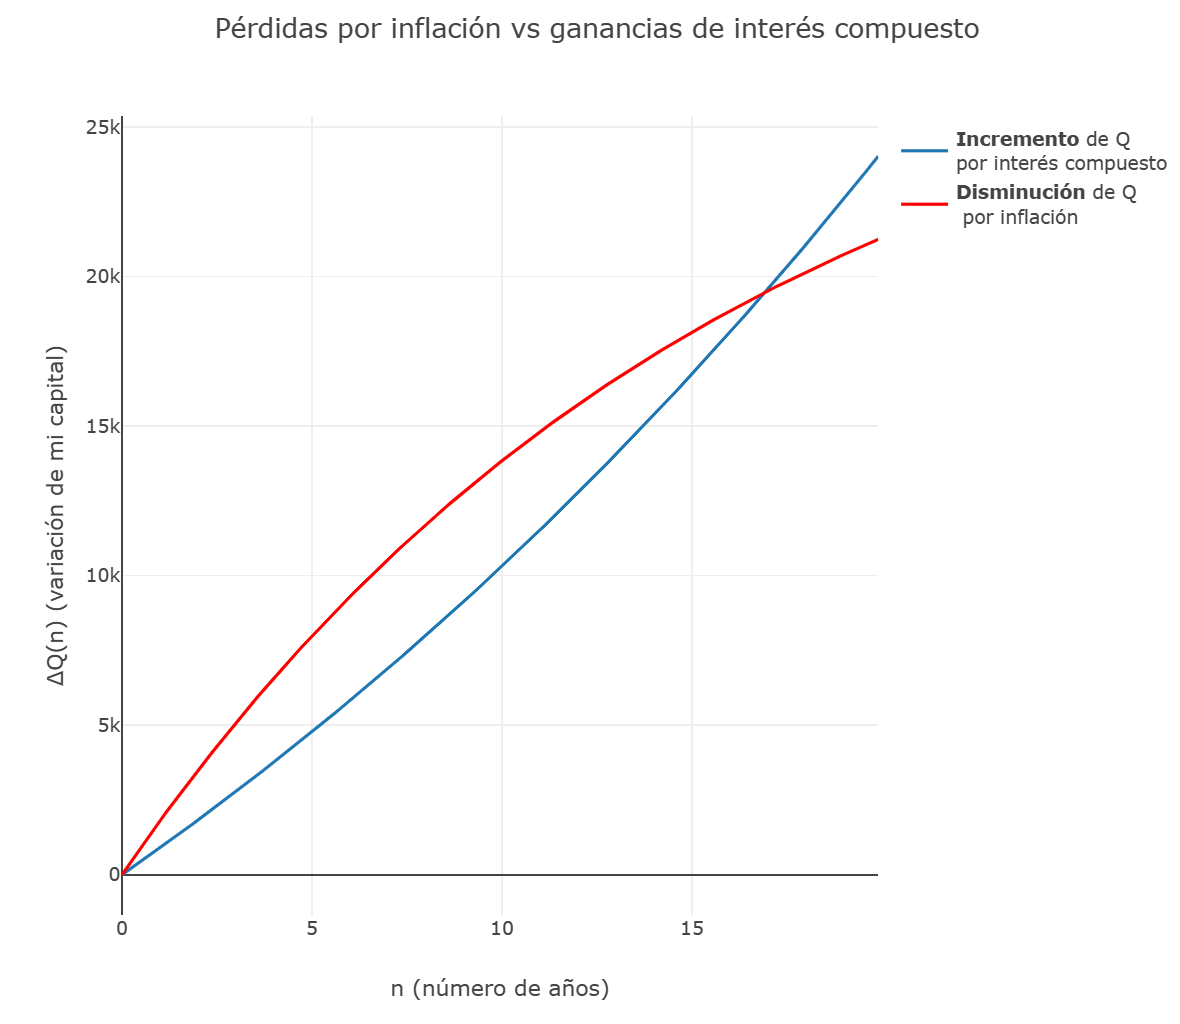 Pérdidas por inflación vs ganancias de interés compuesto
25k
20k
15k
10k
5k
0
0 5 10 15
n (número de años)
ΔQ(n) (variación de mi capital)
Incremento de Q
por interés compuesto
Disminución de Q
por inflación